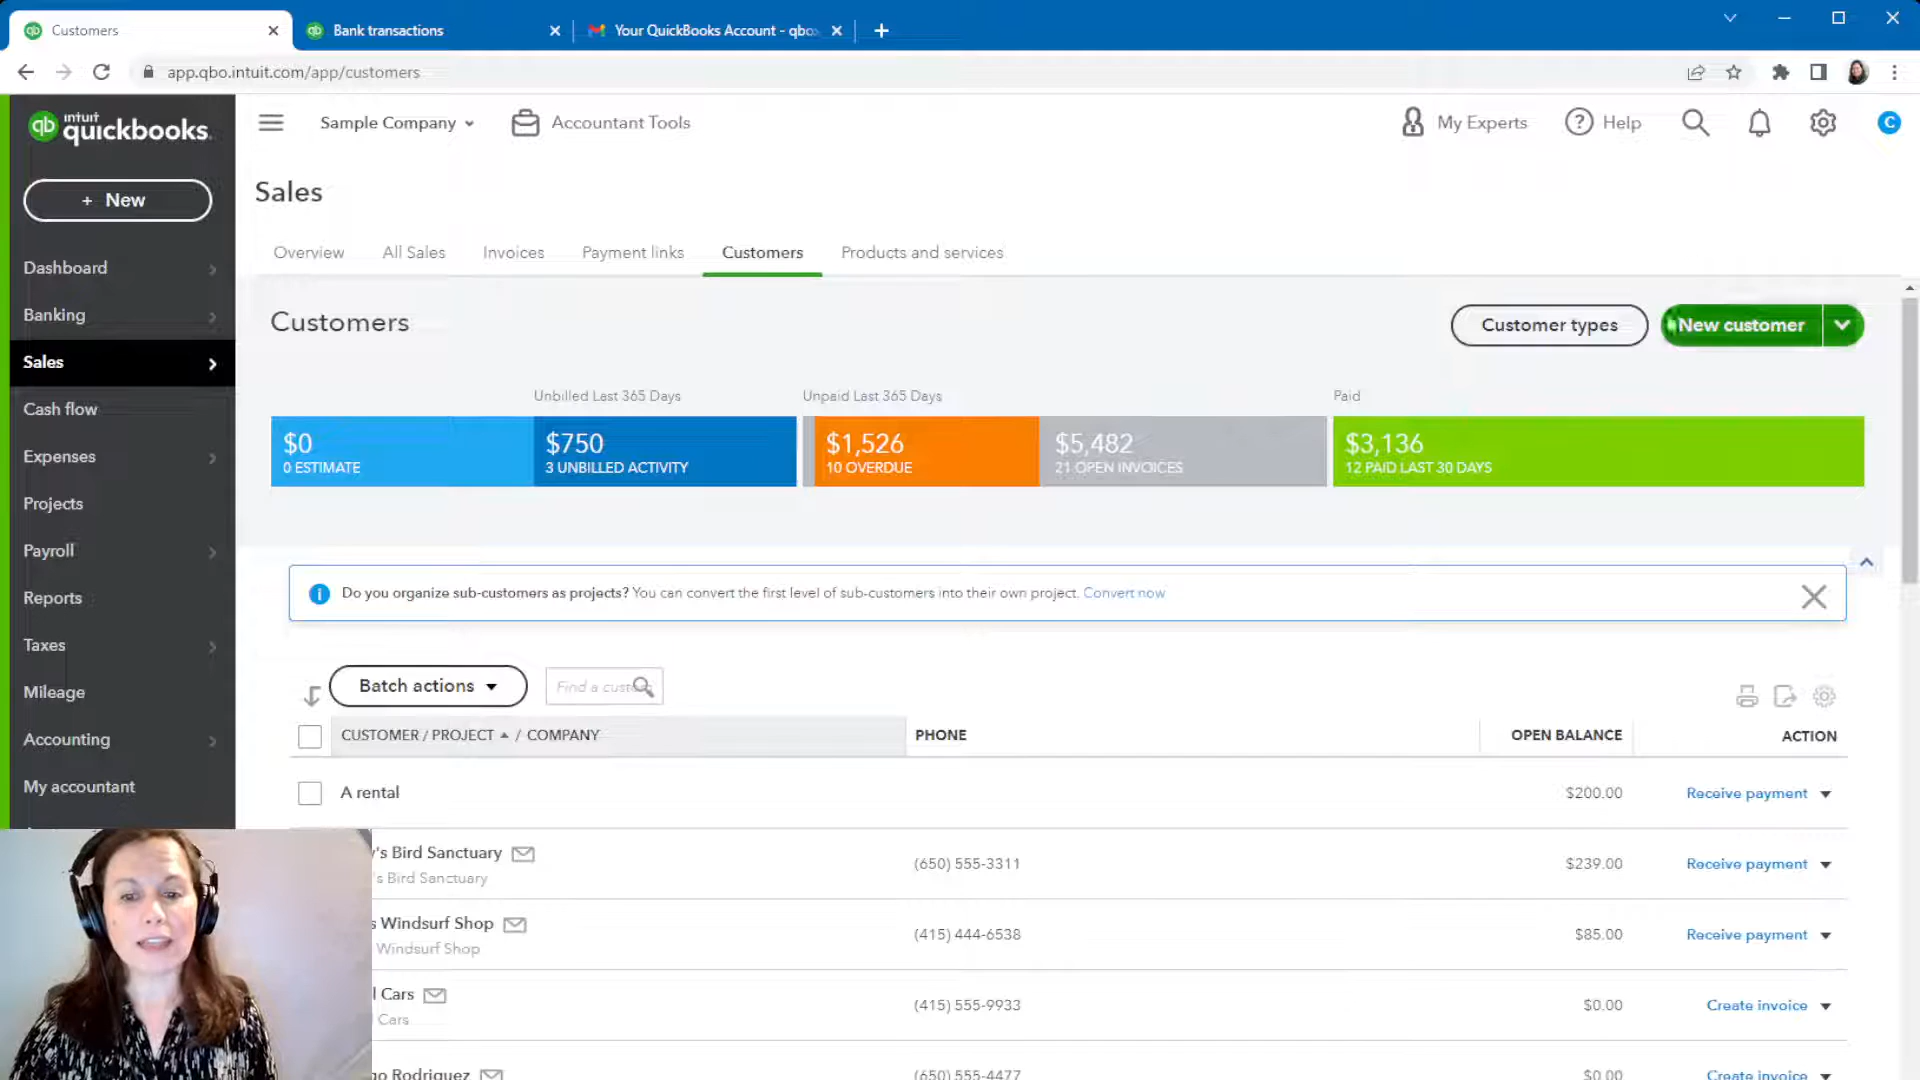 Customers
Bank transactions
Your QuickBooks Account - qbo
app.qbo.intuit.com/app/customers
qb intuit quickbooks.
Sample Company
Accountant Tools
My Experts
Help
C
+ New
Sales
Overview
All Sales
Invoices
Payment links
Customers
Products and services
Dashboard
Banking
Sales
Cash flow
Expenses
Projects
Payroll
Reports
Taxes
Mileage
Accounting
My accountant
Customers
Customer types
New customer
Unbilled Last 365 Days
Unpaid Last 365 Days
Paid
$0
0 ESTIMATE
$750
3 UNBILLED ACTIVITY
$1,526
10 OVERDUE
$5,482
21 OPEN INVOICES
$3,136
12 PAID LAST 30 DAYS
Do you organize sub-customers as projects? You can convert the first level of sub-customers into their own project. Convert now
Batch actions
Find a cust
CUSTOMER / PROJECT / COMPANY
PHONE
OPEN BALANCE
ACTION
A rental
$200.00
Receive payment
y's Bird Sanctuary
's Bird Sanctuary
(650) 555-3311
$239.00
Receive payment
s Windsurf Shop
Windsurf Shop
(415) 444-6538
$85.00
Receive payment
l Cars
Cars
(415) 555-9933
$0.00
Create invoice
go Rodriguez
(650) 555-4477
$0.00
Create invoice